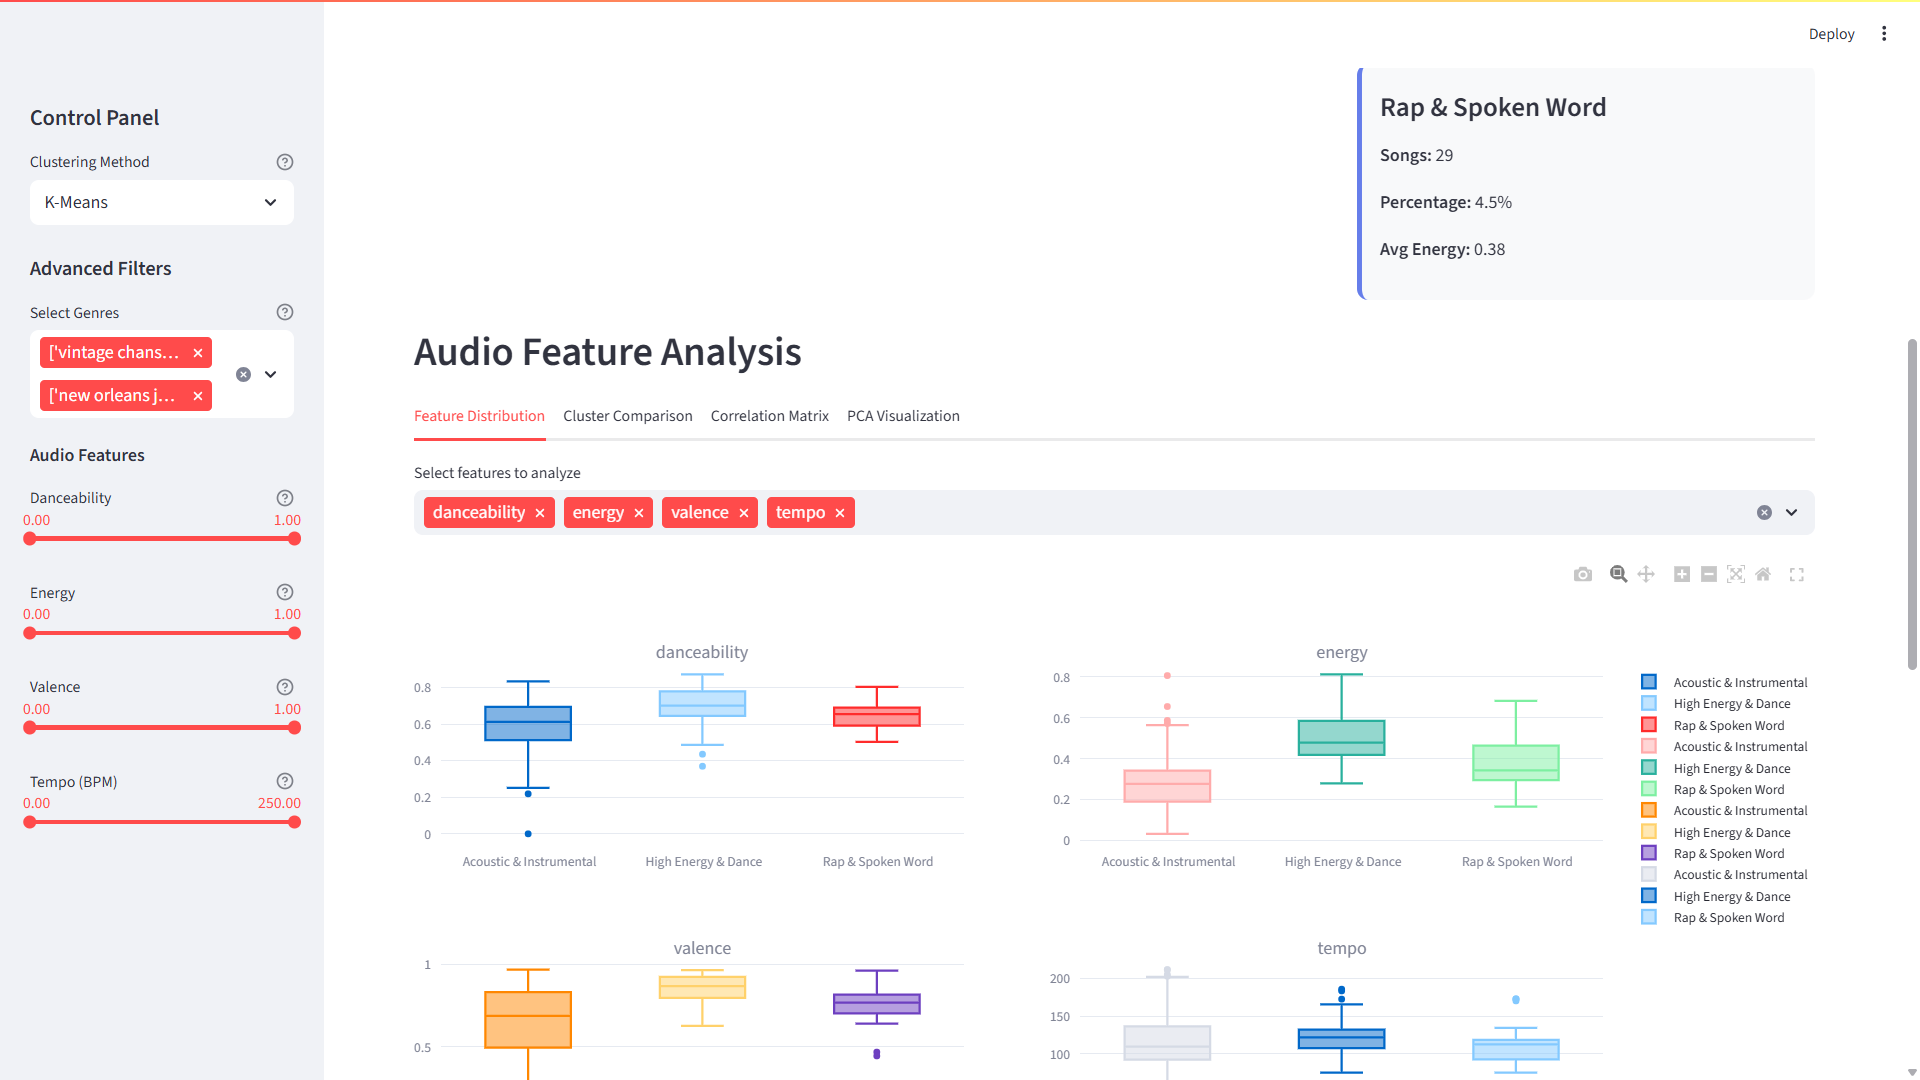 Deploy
Control Panel
Clustering Method
K-Means
Advanced Filters
Select Genres
['vintage chans...
['new orleans j...
Audio Features
Danceability
0.00 1.00
Energy
0.00 1.00
Valence
0.00 1.00
Tempo (BPM)
0.00 250.00
Rap & Spoken Word
Songs: 29
Percentage: 4.5%
Avg Energy: 0.38
Audio Feature Analysis
Feature Distribution Cluster Comparison Correlation Matrix PCA Visualization
Select features to analyze
danceability energy valence tempo
danceability
0.8
0.6
0.4
0.2
0
Acoustic & Instrumental High Energy & Dance Rap & Spoken Word
energy
0.8
0.6
0.4
0.2
0
Acoustic & Instrumental High Energy & Dance Rap & Spoken Word
Acoustic & Instrumental
High Energy & Dance
Rap & Spoken Word
Acoustic & Instrumental
High Energy & Dance
Rap & Spoken Word
Acoustic & Instrumental
High Energy & Dance
Rap & Spoken Word
Acoustic & Instrumental
High Energy & Dance
Rap & Spoken Word
valence
1
0.5
tempo
200
150
100